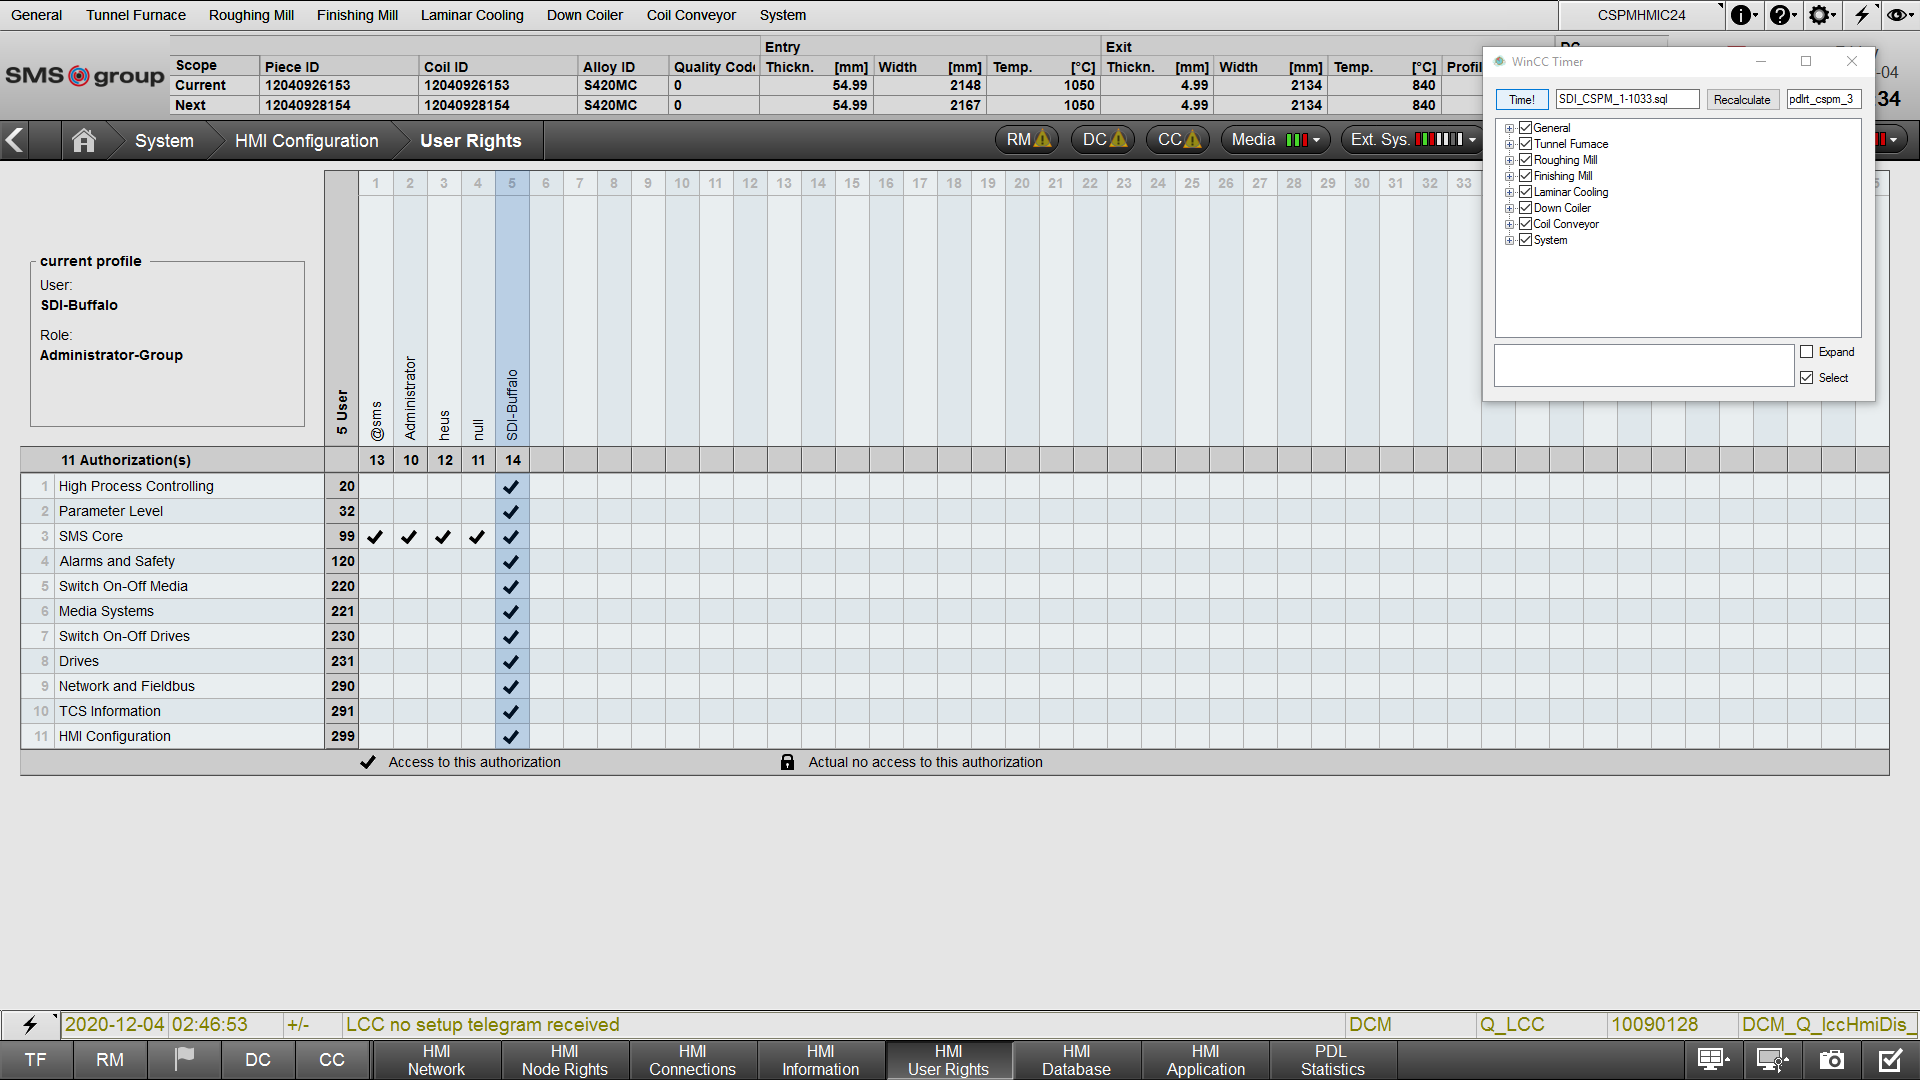 General Tunnel Furnace Roughing Mill Finishing Mill Laminar Cooling Down Coiler Coil Conveyor System CSPMHMIC24
Entry Exit
Scope Piece ID Coil ID Alloy ID Quality Code Thickn. [mm] Width [mm] Temp. [°C] Thickn. [mm] Width [mm] Temp. [°C] Profil
Current 12040926153 12040926153 S420MC 0 54.99 2148 1050 4.99 2134 840
Next 12040928154 12040928154 S420MC 0 54.99 2167 1050 4.99 2134 840
SMS group
-04
34
WinCC Timer
Time! SDI_CSPM_1-1033.sql Recalculate pdlrt_cspm_3
General
Tunnel Furnace
Roughing Mill
Finishing Mill
Laminar Cooling
Down Coiler
Coil Conveyor
System
Expand
Select
System HMI Configuration User Rights RM DC CC Media Ext. Sys.
1 2 3 4 5 6 7 8 9 10 11 12 13 14 15 16 17 18 19 20 21 22 23 24 25 26 27 28 29 30 31 32 33
current profile
User:
SDI-Buffalo
Role:
Administrator-Group
5 User
@sms
Administrator
heus
null
SDI-Buffalo
11 Authorization(s) 13 10 12 11 14
1 High Process Controlling 20
2 Parameter Level 32
3 SMS Core 99
4 Alarms and Safety 120
5 Switch On-Off Media 220
6 Media Systems 221
7 Switch On-Off Drives 230
8 Drives 231
9 Network and Fieldbus 290
10 TCS Information 291
11 HMI Configuration 299
Access to this authorization Actual no access to this authorization
2020-12-04 02:46:53 +/- LCC no setup telegram received DCM Q_LCC 10090128 DCM_Q_lccHmiDis_
TF RM DC CC
HMI Network
HMI Node Rights
HMI Connections
HMI Information
HMI User Rights
HMI Database
HMI Application
PDL Statistics